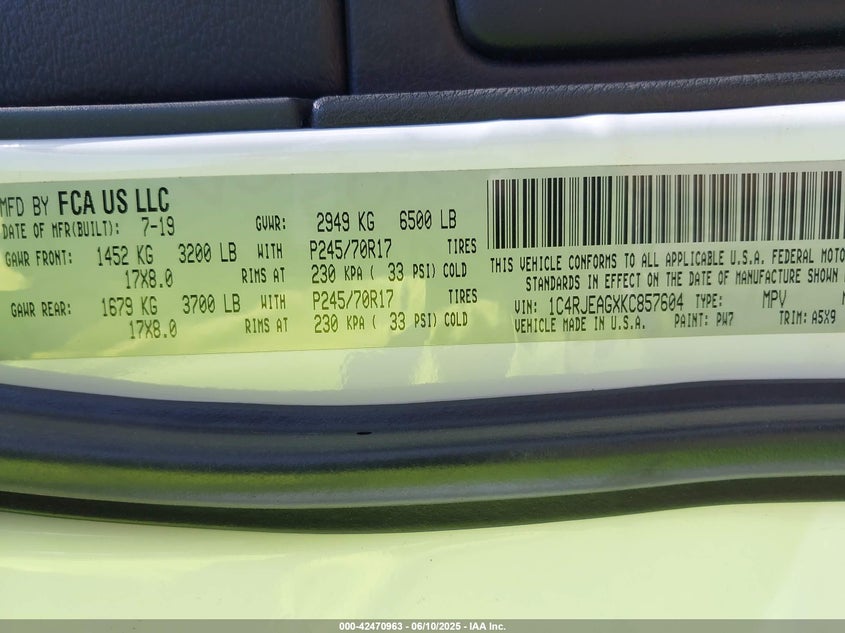 MFD BY FCA US LLC
DATE OF MFR(BUILT): 7-19 GVWR: 2949 KG 6500 LB
GAWR FRONT: 1452 KG 3200 LB WITH P245/70R17 TIRES
17X8.0 RIMS AT 230 KPA ( 33 PSI) COLD
GAWR REAR: 1679 KG 3700 LB WITH P245/70R17 TIRES
17X8.0 RIMS AT 230 KPA ( 33 PSI) COLD
THIS VEHICLE CONFORMS TO ALL APPLICABLE U.S.A. FEDERAL MOTO
STANDARDS IN EFFECT ON THE DATE OF MANUFACTURE SHOWN
VIN: 1C4RJEAGXKC857604 TYPE: MPV
VEHICLE MADE IN U.S.A. PAINT: PW7 TRIM: A5X9
000-42470963 - 06/10/2025 - IAA Inc.